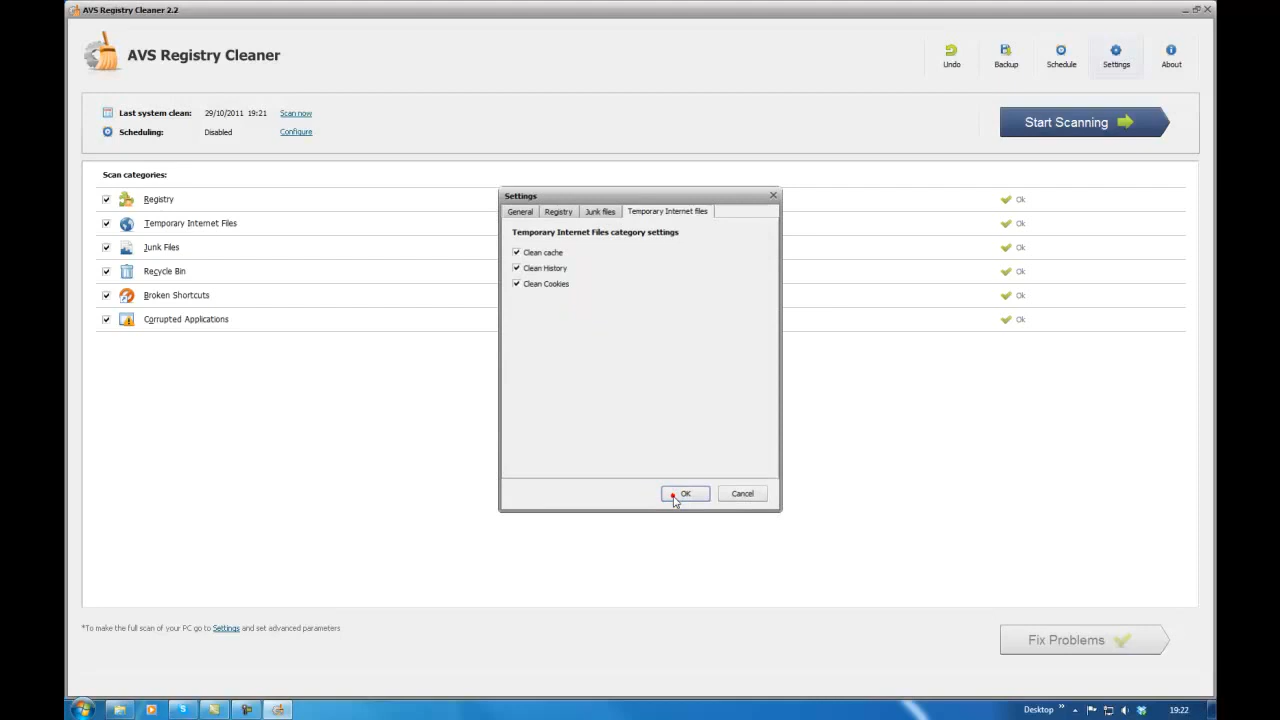 AVS Registry Cleaner 2.2
AVS Registry Cleaner
Undo
Backup
Schedule
Settings
About
Last system clean: 29/10/2011 19:21 Scan now
Scheduling: Disabled Configure
Start Scanning
Scan categories:
Registry Ok
Temporary Internet Files Ok
Junk Files Ok
Recycle Bin Ok
Broken Shortcuts Ok
Corrupted Applications Ok
Settings
General Registry Junk files Temporary Internet files
Temporary Internet Files category settings
Clean cache
Clean History
Clean Cookies
OK Cancel
*To make the full scan of your PC go to Settings and set advanced parameters
Fix Problems
Desktop » 19:22